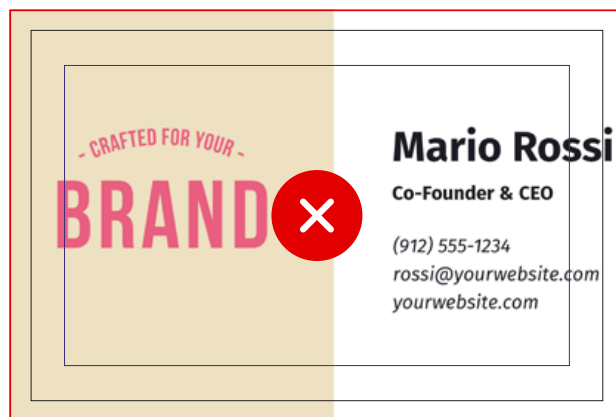 - CRAFTED FOR YOUR -
BRAND
Mario Rossi
Co-Founder & CEO
(912) 555-1234
rossi@yourwebsite.com
yourwebsite.com